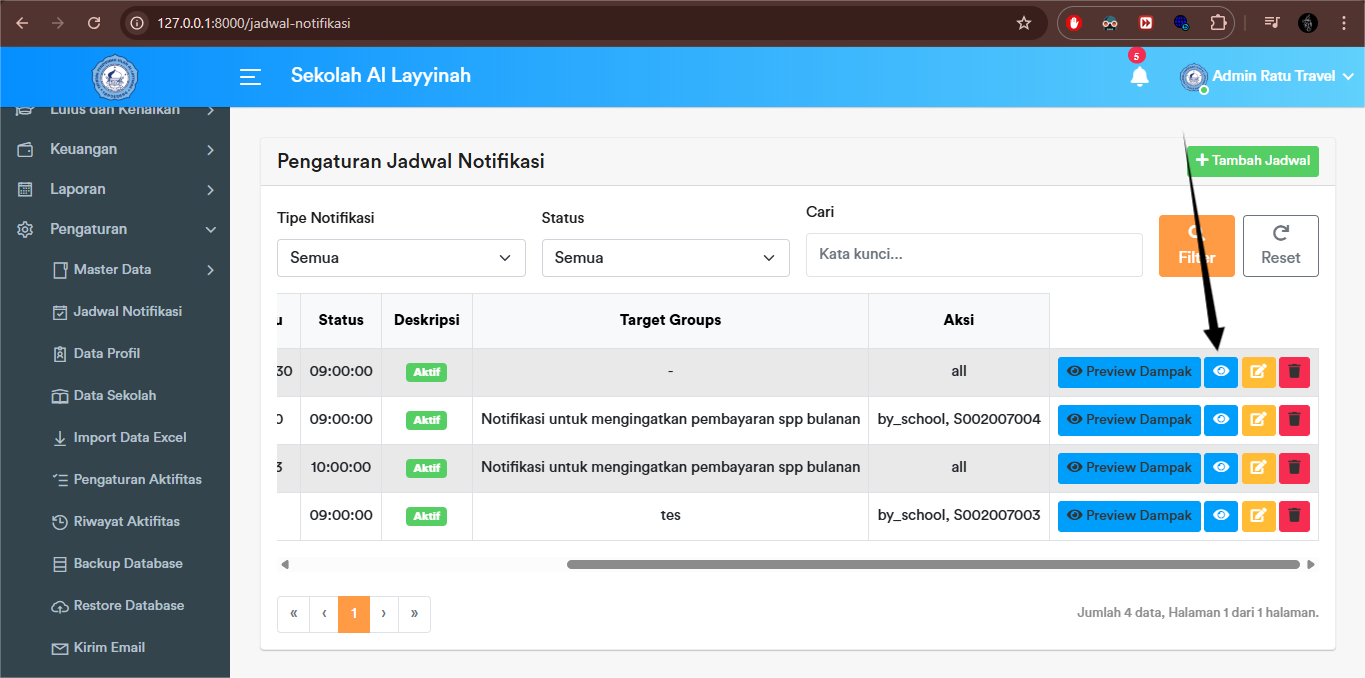 127.0.0.1:8000/jadwal-notifikasi
Sekolah Al Layyinah
5
Admin Ratu Travel
Lulus dan Kenaikan
Keuangan
Laporan
Pengaturan
Master Data
Jadwal Notifikasi
Data Profil
Data Sekolah
Import Data Excel
Pengaturan Aktifitas
Riwayat Aktifitas
Backup Database
Restore Database
Kirim Email
Pengaturan Jadwal Notifikasi
+ Tambah Jadwal
Tipe Notifikasi Status Cari
Semua Semua Kata kunci... Filter Reset
u Status Deskripsi Target Groups Aksi
30 09:00:00 Aktif - all Preview Dampak
0 09:00:00 Aktif Notifikasi untuk mengingatkan pembayaran spp bulanan by_school, S002007004 Preview Dampak
3 10:00:00 Aktif Notifikasi untuk mengingatkan pembayaran spp bulanan all Preview Dampak
09:00:00 Aktif tes by_school, S002007003 Preview Dampak
« ‹ 1 › »
Jumlah 4 data, Halaman 1 dari 1 halaman.